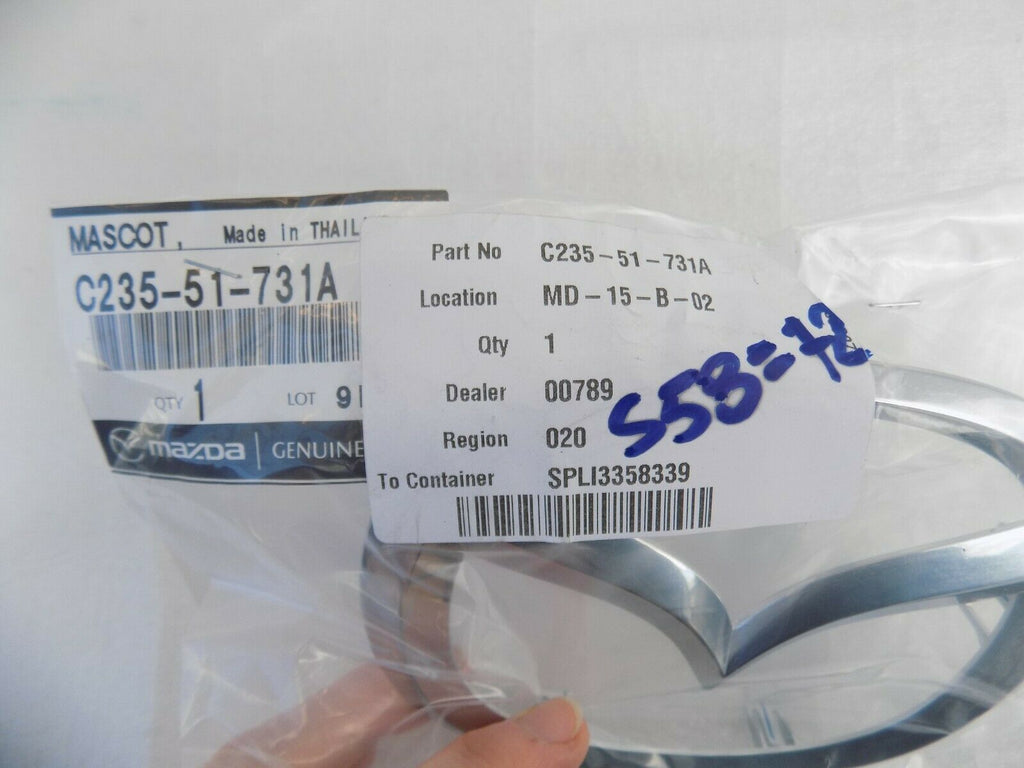 MASCOT, Made in THAIL
C235-51-731A
QTY 1 LOT 9
mazda GENUINE
Part No C235-51-731A
Location MD-15-B-02
Qty 1
Dealer 00789
Region 020
To Container SPLI3358339
S5B=72